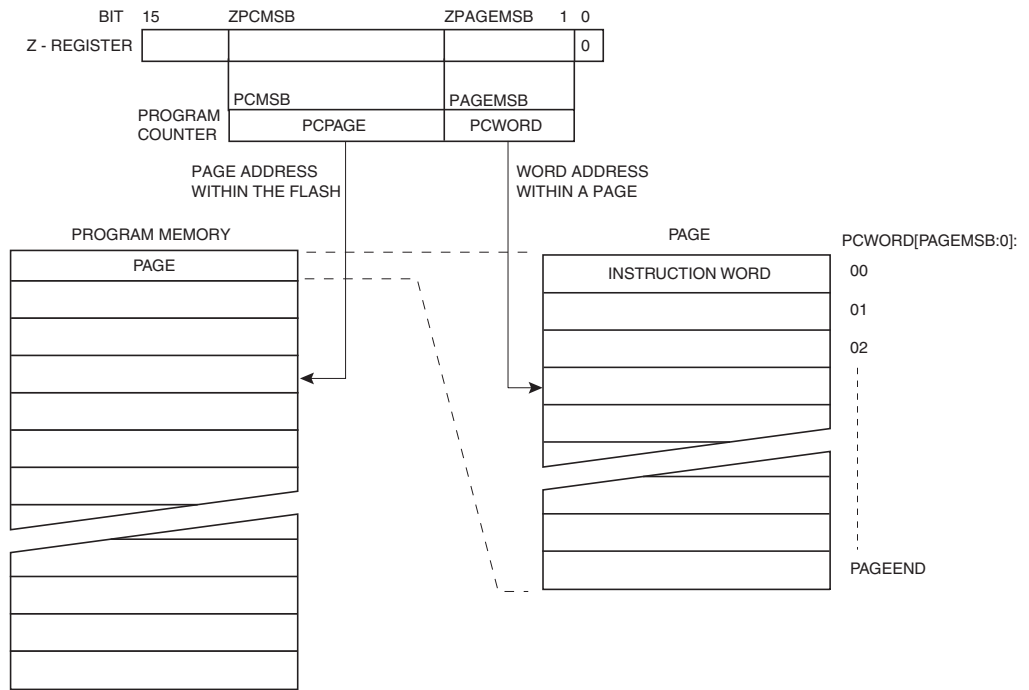 BIT 15 ZPCMSB ZPAGEMSB 1 0
Z - REGISTER 0
PCMSB PAGEMSB
PROGRAM
COUNTER
PCPAGE PCWORD
PAGE ADDRESS
WITHIN THE FLASH
WORD ADDRESS
WITHIN A PAGE
PROGRAM MEMORY
PAGE
PAGE
INSTRUCTION WORD
PCWORD[PAGEMSB:0]:
00
01
02
PAGEEND